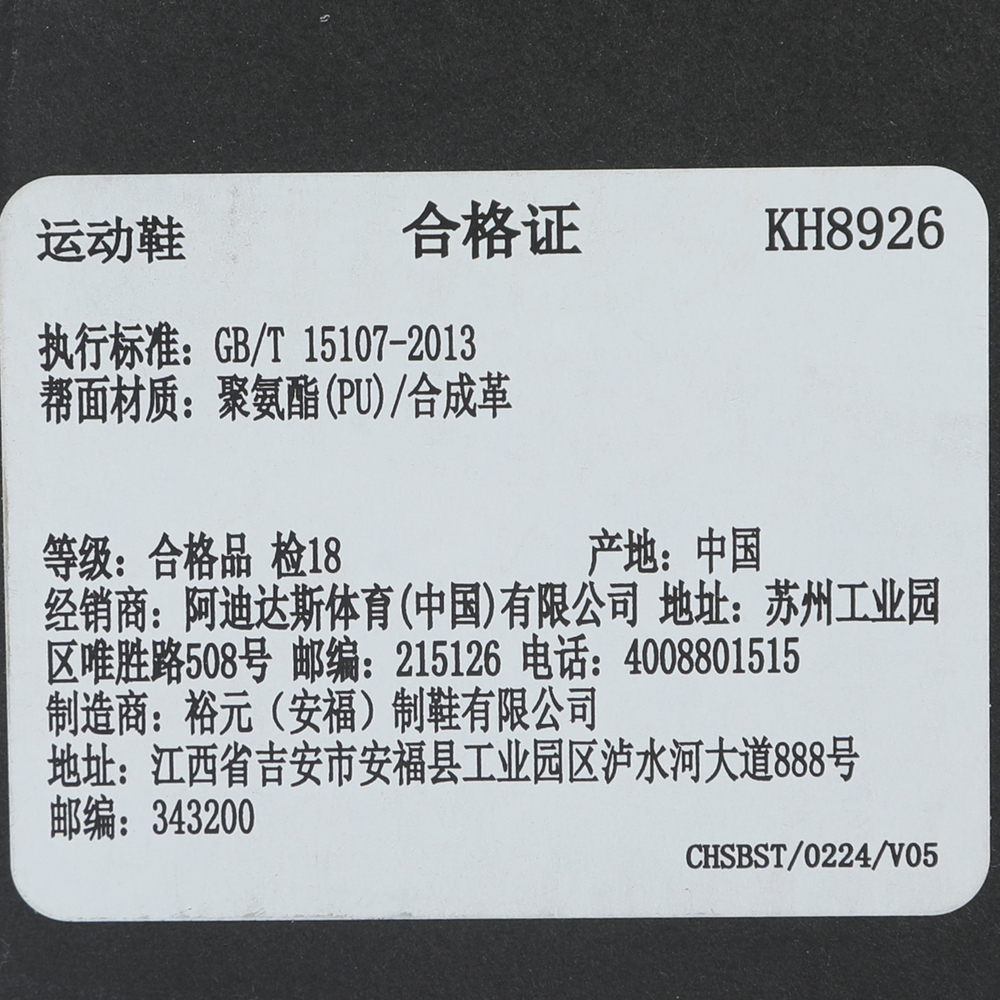 运动鞋 合格证 KH8926
执行标准：GB/T 15107-2013
帮面材质：聚氨酯(PU)/合成革
等级：合格品 检18 产地：中国
经销商：阿迪达斯体育(中国)有限公司 地址：苏州工业园
区唯胜路508号 邮编：215126 电话：4008801515
制造商：裕元（安福）制鞋有限公司
地址：江西省吉安市安福县工业园区泸水河大道888号
邮编：343200
CHSBST/0224/V05